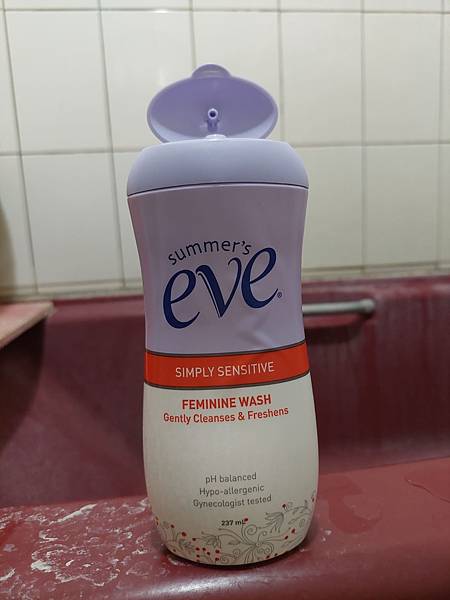 summer's
eve®
SIMPLY SENSITIVE
FEMININE WASH
Gently Cleanses & Freshens
pH balanced
Hypo-allergenic
Gynecologist tested
237 mL